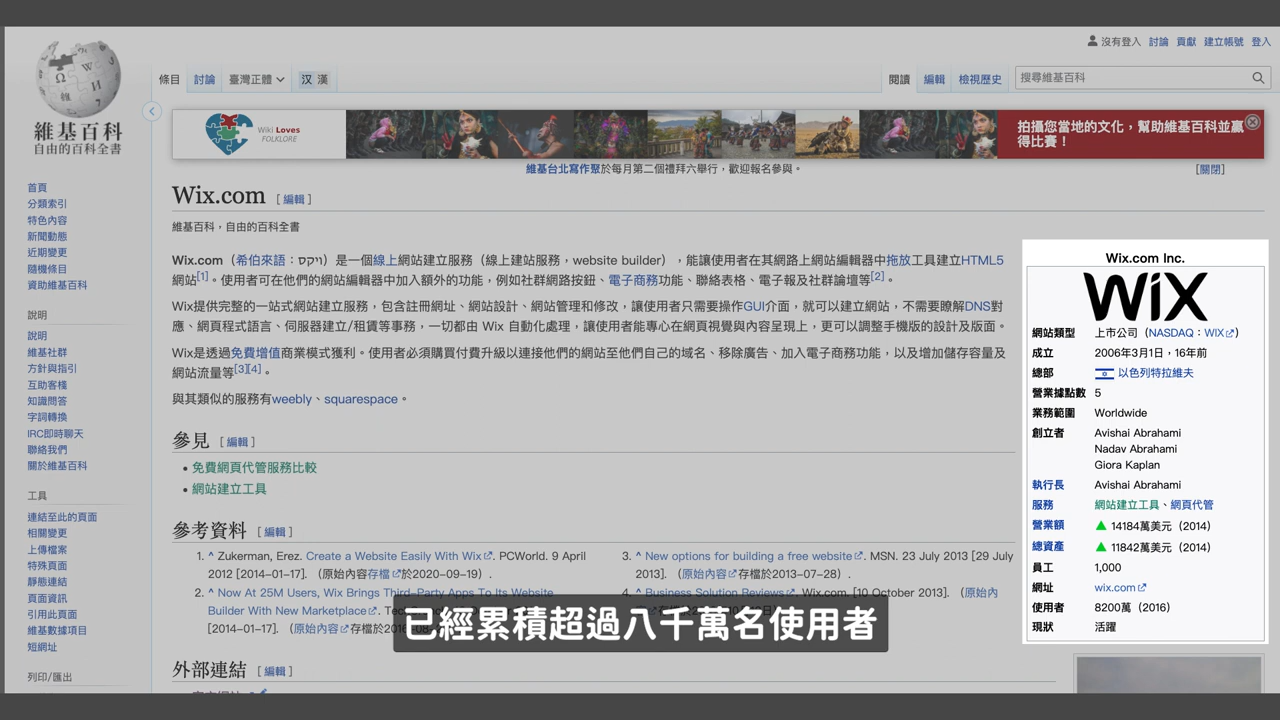 沒有登入 討論 貢獻 建立帳號 登入
條目 討論 臺灣正體 汉 漢 閱讀 編輯 檢視歷史 搜尋維基百科
維基百科
自由的百科全書
Wiki Loves
FOLKLORE
拍攝您當地的文化，幫助維基百科並贏
得比賽！
維基台北寫作聚於每月第二個禮拜六舉行，歡迎報名參與。 [關閉]
首頁
分類索引
特色內容
新聞動態
近期變更
隨機條目
資助維基百科
說明
說明
維基社群
方針與指引
互助客棧
知識問答
字詞轉換
IRC即時聊天
聯絡我們
關於維基百科
工具
連結至此的頁面
相關變更
上傳檔案
特殊頁面
靜態連結
頁面資訊
引用此頁面
維基數據項目
短網址
列印/匯出
Wix.com [編輯]
維基百科，自由的百科全書
Wix.com（希伯來語：ויקס）是一個線上網站建立服務（線上建站服務，website builder），能讓使用者在其網路上網站編輯器中拖放工具建立HTML5
網站[1]。使用者可在他們的網站編輯器中加入額外的功能，例如社群網路按鈕、電子商務功能、聯絡表格、電子報及社群論壇等[2]。
Wix提供完整的一站式網站建立服務，包含註冊網址、網站設計、網站管理和修改，讓使用者只需要操作GUI介面，就可以建立網站，不需要瞭解DNS對
應、網頁程式語言、伺服器建立/租賃等事務，一切都由 Wix 自動化處理，讓使用者能專心在網頁視覺與內容呈現上，更可以調整手機版的設計及版面。
Wix是透過免費增值商業模式獲利。使用者必須購買付費升級以連接他們的網站至他們自己的域名、移除廣告、加入電子商務功能，以及增加儲存容量及
網站流量等[3][4]。
與其類似的服務有weebly、squarespace。
參見 [編輯]
• 免費網頁代管服務比較
• 網站建立工具
參考資料 [編輯]
1. ^ Zukerman, Erez. Create a Website Easily With Wix. PCWorld. 9 April
2012 [2014-01-17]. （原始內容存檔於2020-09-19）.
2. ^ Now At 25M Users, Wix Brings Third-Party Apps To Its Website
Builder With New Marketplace.
[2014-01-17]. （原始內容存檔於
3. ^ New options for building a free website. MSN. 23 July 2013 [29 July
2013]. （原始內容存檔於2013-07-28）.
4. ^ Business Solution Reviews. Wix.com. [10 October 2013]. （原始內
外部連結 [編輯]
Wix.com Inc.
WiX
網站類型 上市公司（NASDAQ：WIX）
成立 2006年3月1日，16年前
總部 以色列特拉維夫
營業據點數 5
業務範圍 Worldwide
創立者 Avishai Abrahami
Nadav Abrahami
Giora Kaplan
執行長 Avishai Abrahami
服務 網站建立工具、網頁代管
營業額 ▲ 14184萬美元（2014）
總資產 ▲ 11842萬美元（2014）
員工 1,000
網址 wix.com
使用者 8200萬（2016）
現狀 活躍
已經累積超過八千萬名使用者